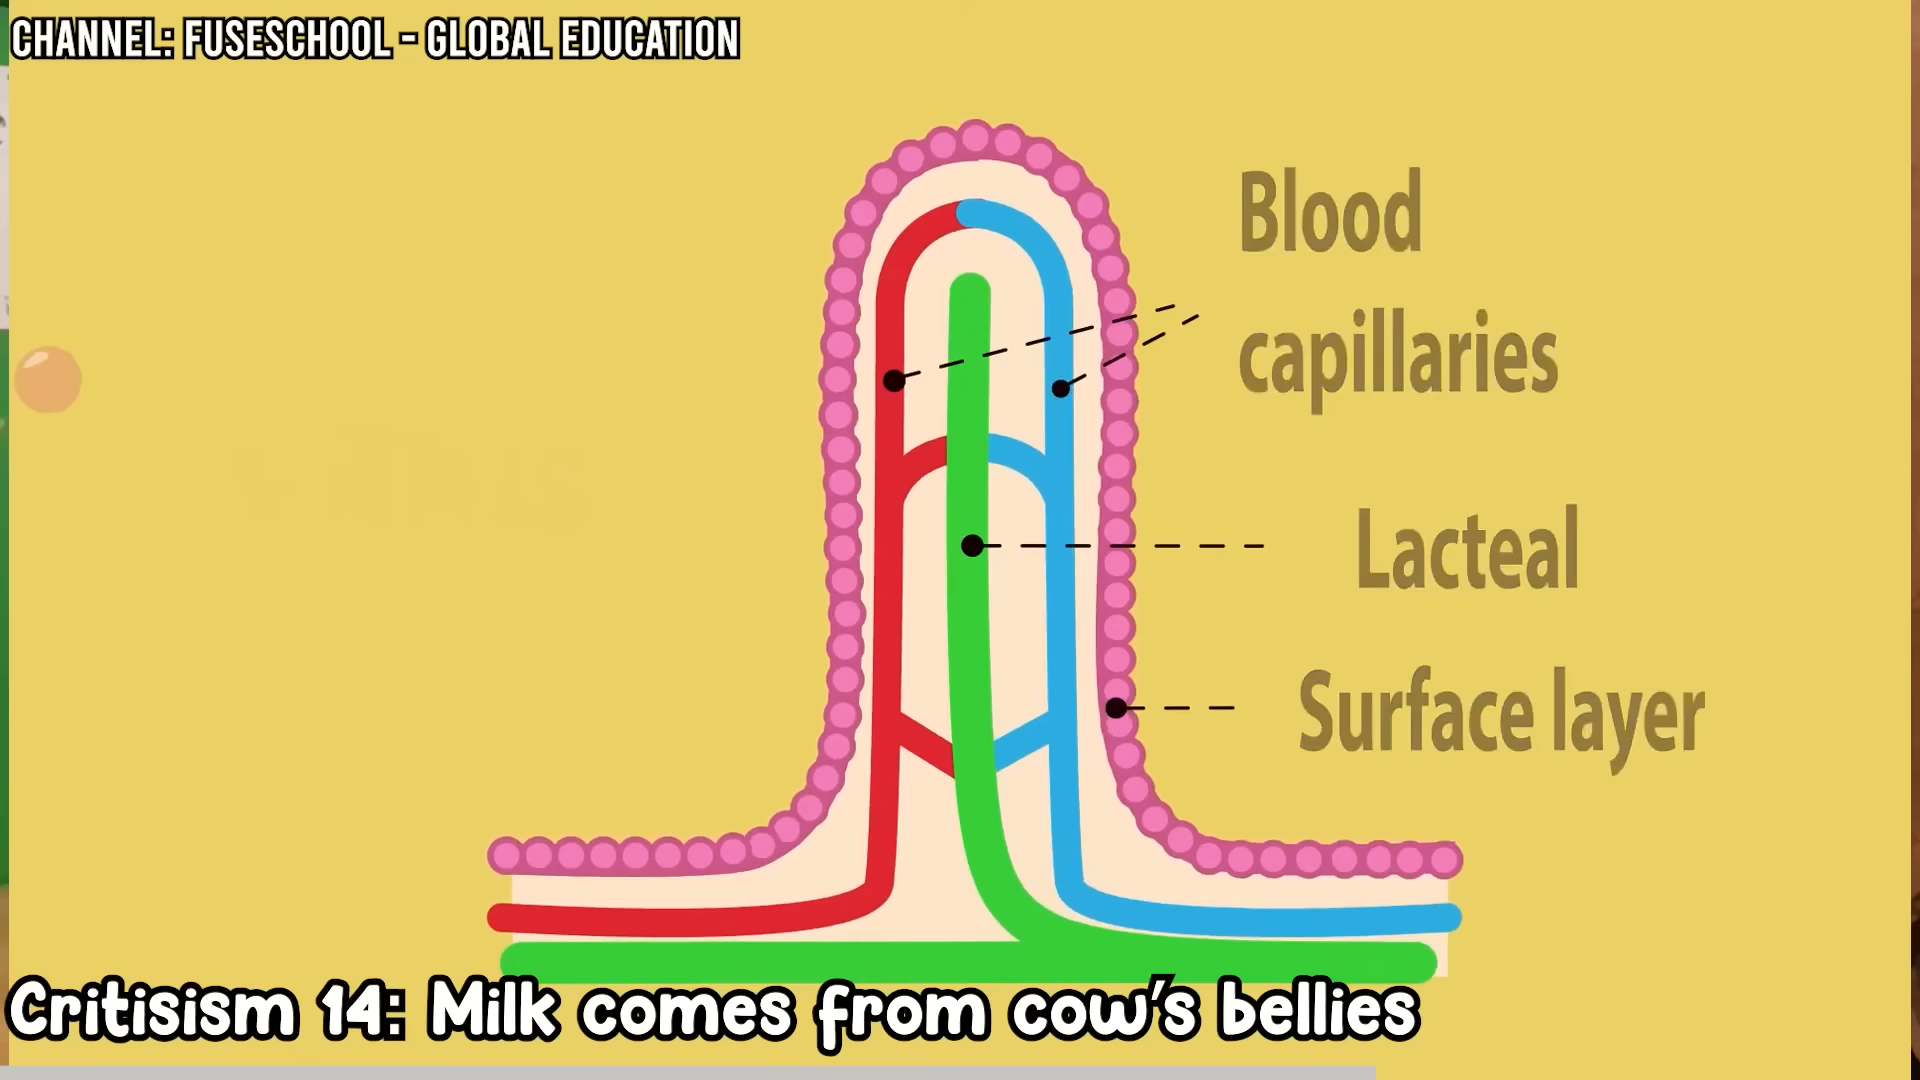 CHANNEL: FUSESCHOOL - GLOBAL EDUCATION
Blood
capillaries
Lacteal
Surface layer
Critisism 14: Milk comes from cow's bellies